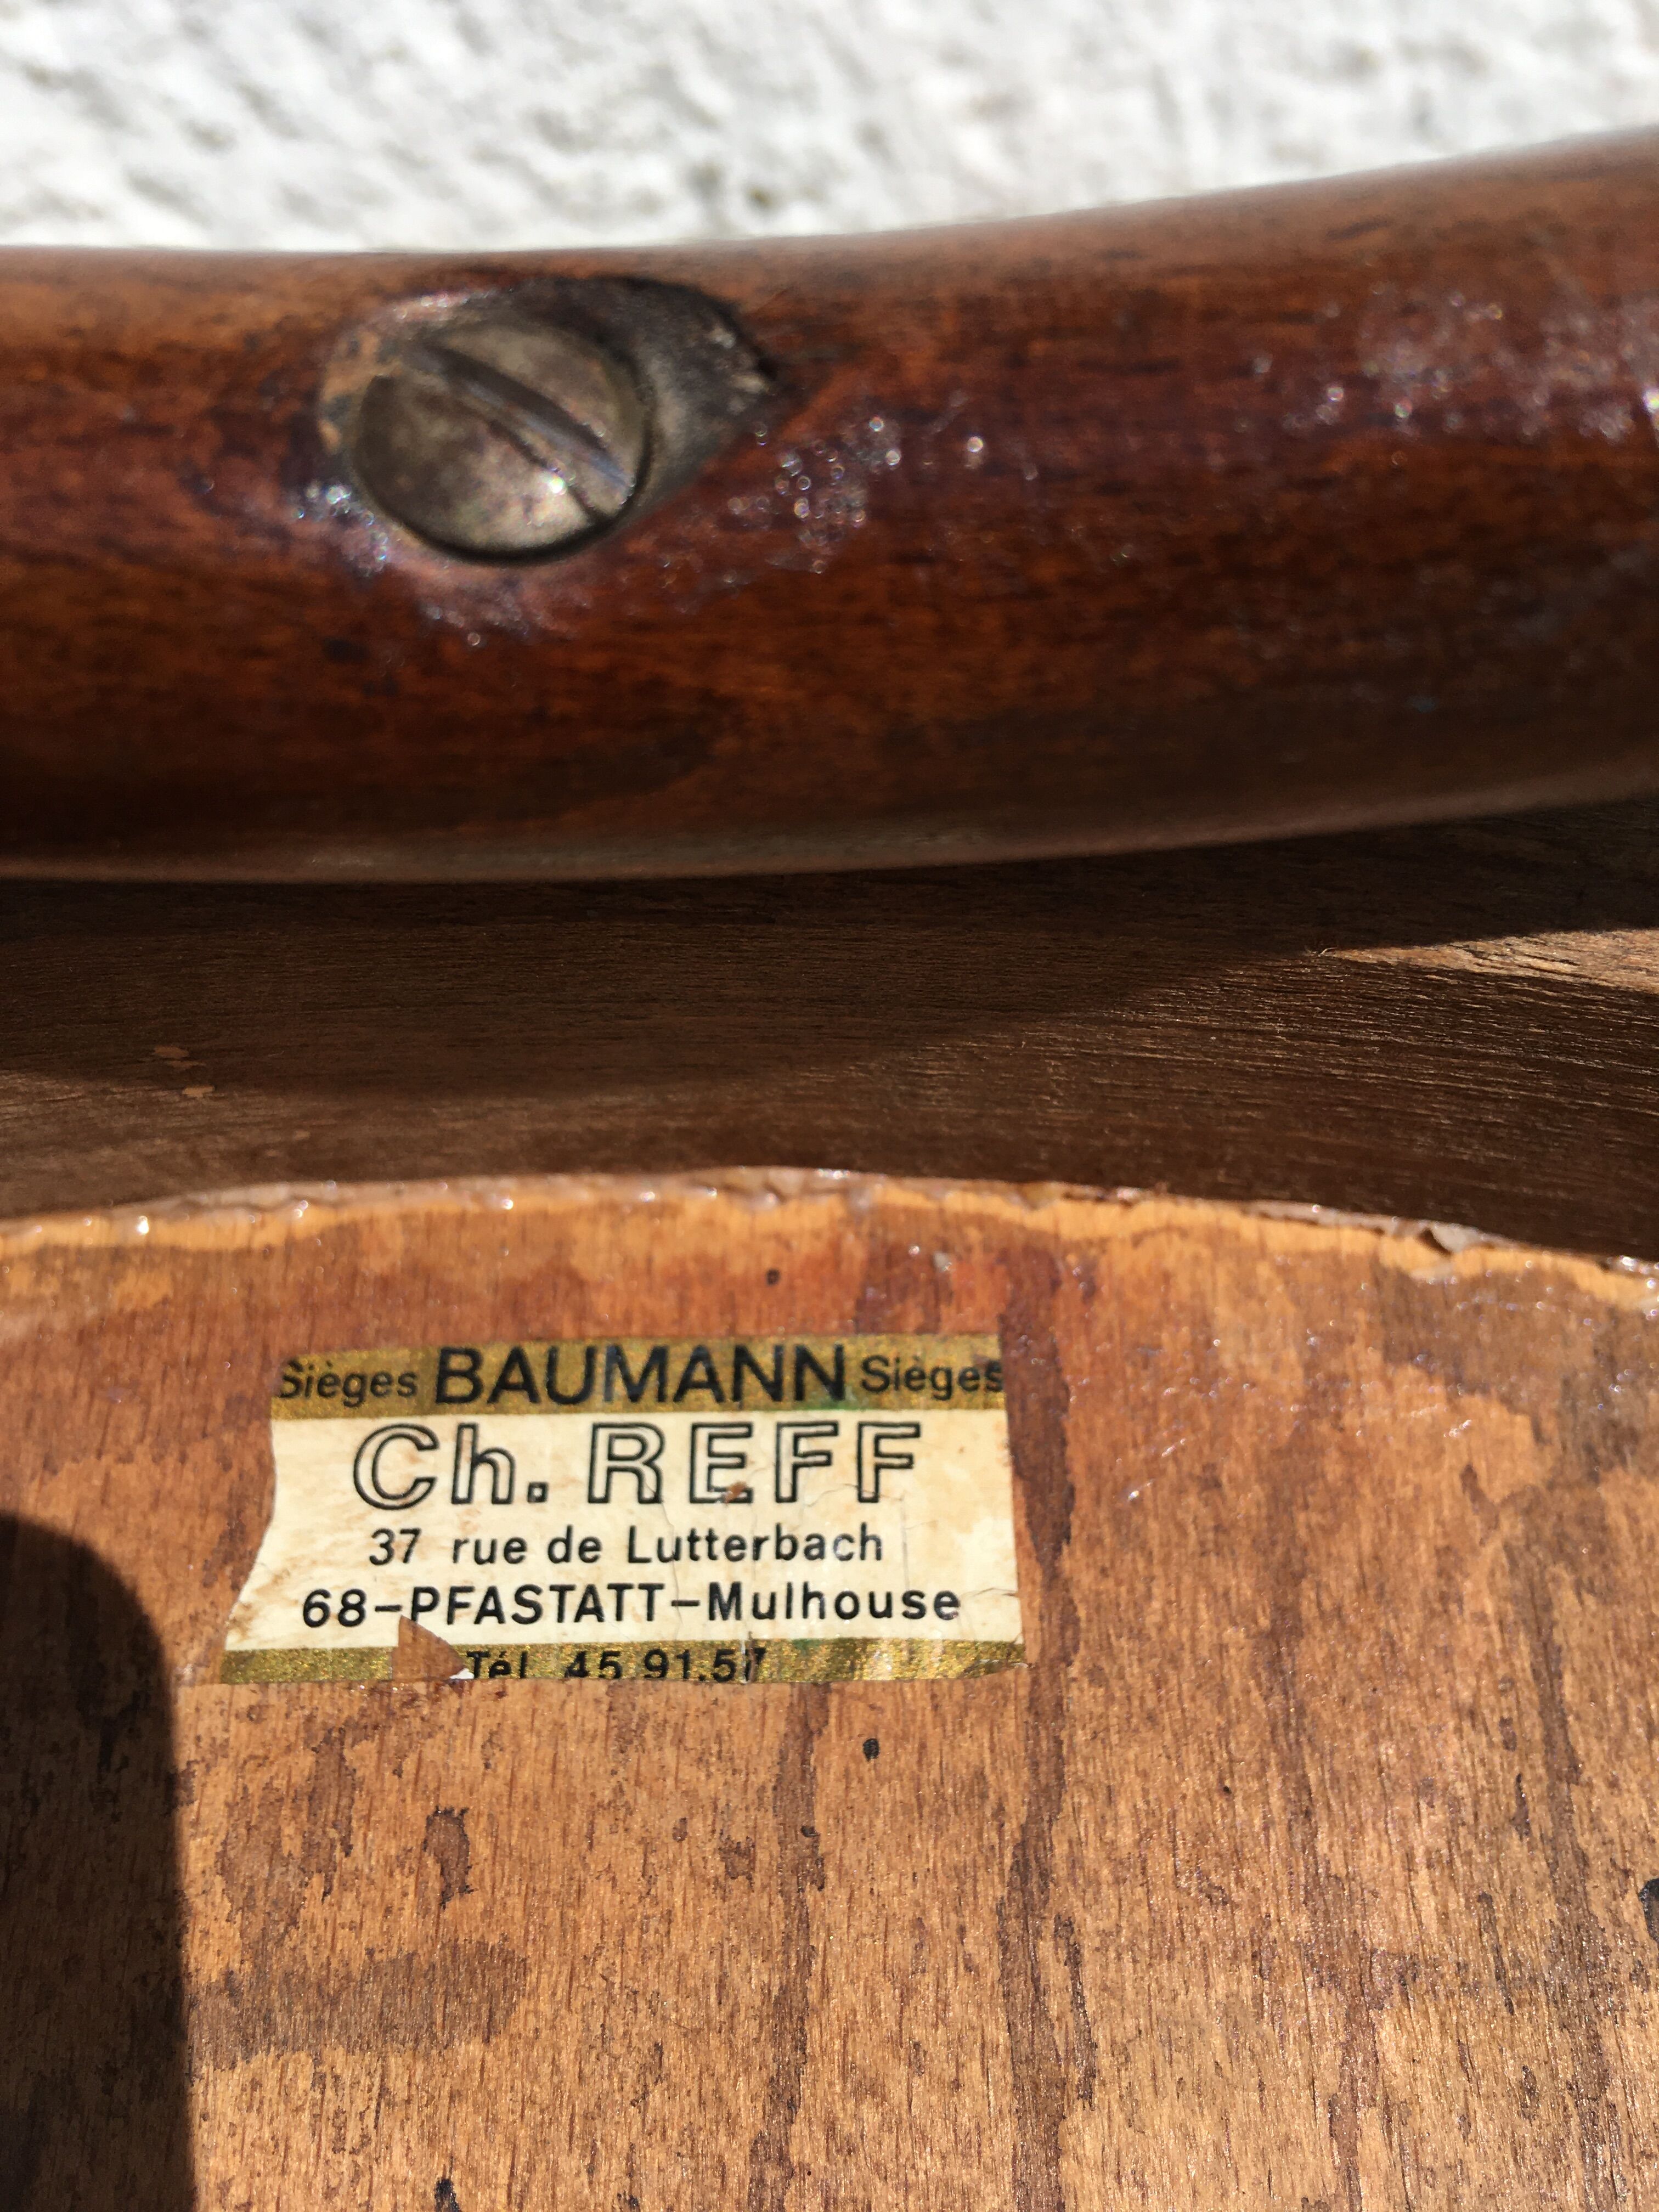 Sièges BAUMANN Sièges
Ch. REFF
37 rue de Lutterbach
68-PFASTATT-Mulhouse
Tél. 45.91.57